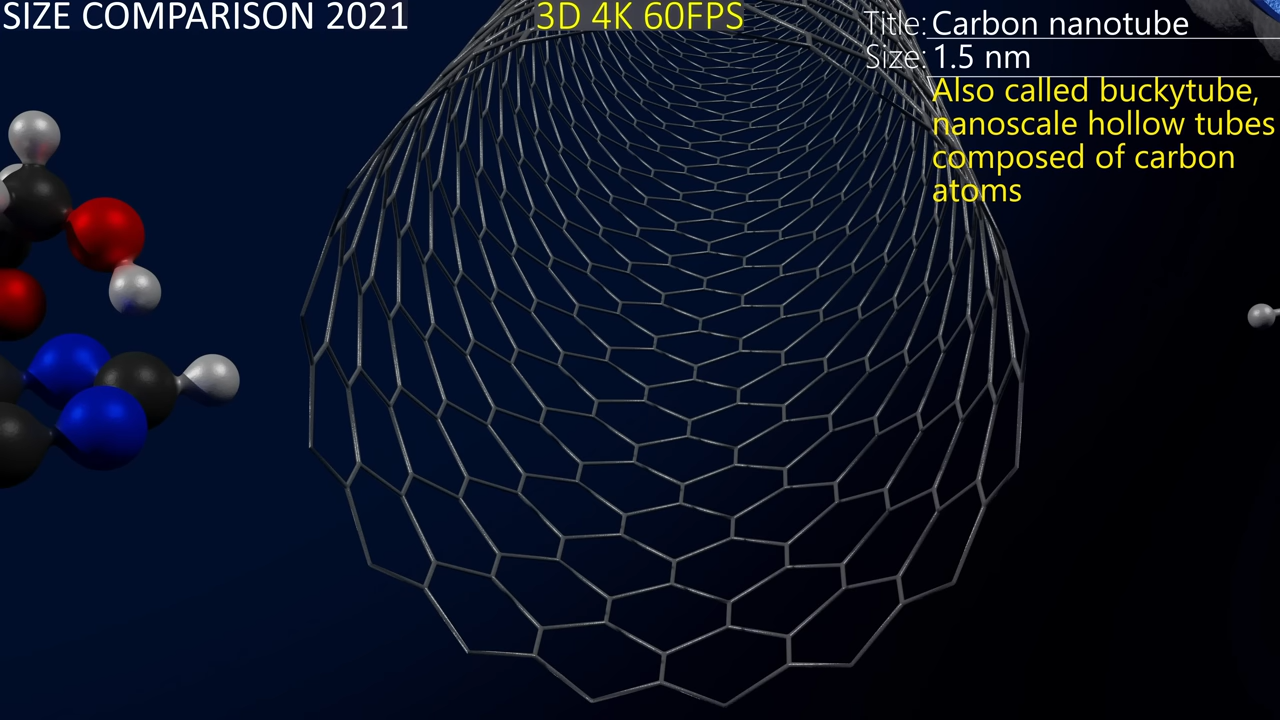 SIZE COMPARISON 2021
3D 4K 60FPS
Title: Carbon nanotube
Size: 1.5 nm
Also called buckytube,
nanoscale hollow tubes
composed of carbon
atoms